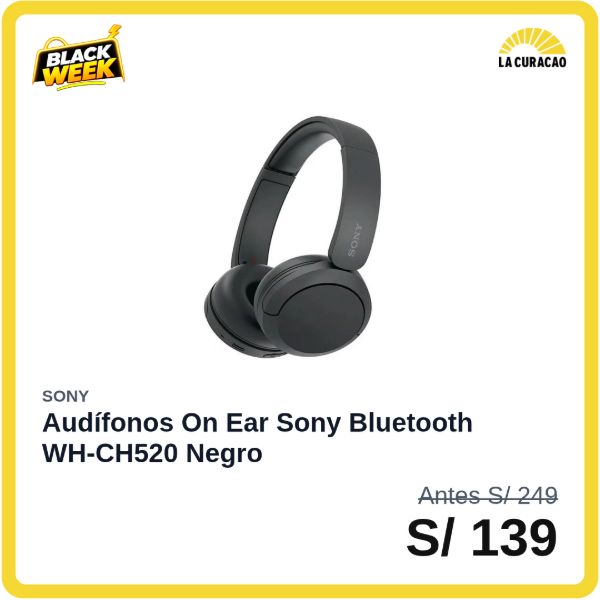 BLACK
WEEK
LA CURACAO
SONY
SONY
Audífonos On Ear Sony Bluetooth
WH-CH520 Negro
Antes S/ 249
S/ 139